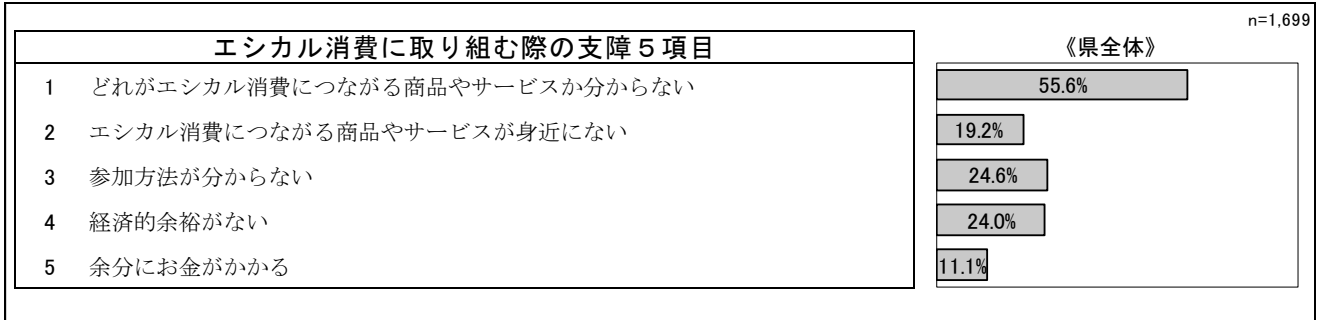 n=1,699
エシカル消費に取り組む際の支障５項目
《県全体》
1 どれがエシカル消費につながる商品やサービスか分からない
55.6%
2 エシカル消費につながる商品やサービスが身近にない
19.2%
3 参加方法が分からない
24.6%
4 経済的余裕がない
24.0%
5 余分にお金がかかる
11.1%